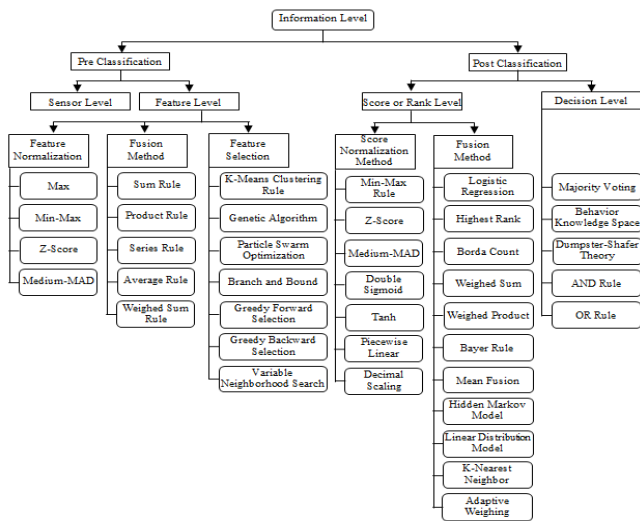 Information Level
Pre Classification
Post Classification
Sensor Level
Feature Level
Score or Rank Level
Decision Level
Feature
Normalization
Max
Min-Max
Z-Score
Medium-MAD
Fusion
Method
Sum Rule
Product Rule
Series Rule
Average Rule
Weighed Sum
Rule
Feature
Selection
K-Means Clustering
Rule
Genetic Algorithm
Particle Swarm
Optimization
Branch and Bound
Greedy Forward
Selection
Greedy Backward
Selection
Variable
Neighborhood Search
Score
Normalization
Method
Min-Max
Rule
Z-Score
Medium-MAD
Double
Sigmoid
Tanh
Piecewise
Linear
Decimal
Scaling
Fusion
Method
Logistic
Regression
Highest Rank
Borda Count
Weighed Sum
Weighed Product
Bayer Rule
Mean Fusion
Hidden Markov
Model
Linear Distribution
Model
K-Nearest
Neighbor
Adaptive
Weighing
Majority Voting
Behavior
Knowledge Space
Dumpster-Shafer
Theory
AND Rule
OR Rule